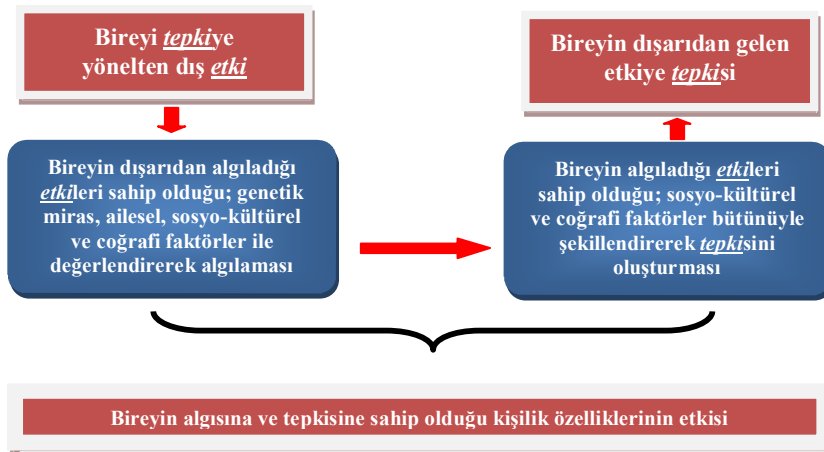 Bireyi tepkiye
yönelten dış etki
Bireyin dışarıdan algıladığı
etkileri sahip olduğu; genetik
miras, ailesel, sosyo-kültürel
ve coğrafi faktörler ile
değerlendirerek algılaması
Bireyin algıladığı etkileri
sahip olduğu; sosyo-kültürel
ve coğrafi faktörler bütünüyle
şekillendirerek tepkisini
oluşturması
Bireyin dışarıdan gelen
etkiye tepkisi
Bireyin algısına ve tepkisine sahip olduğu kişilik özelliklerinin etkisi